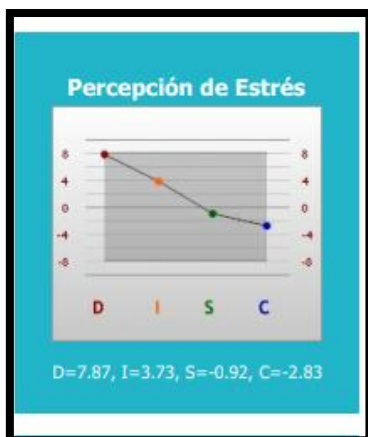 Percepción de Estrés
8 8
4 4
0 0
-4 -4
-8 -8
D I S C
D=7.87, I=3.73, S=-0.92, C=-2.83